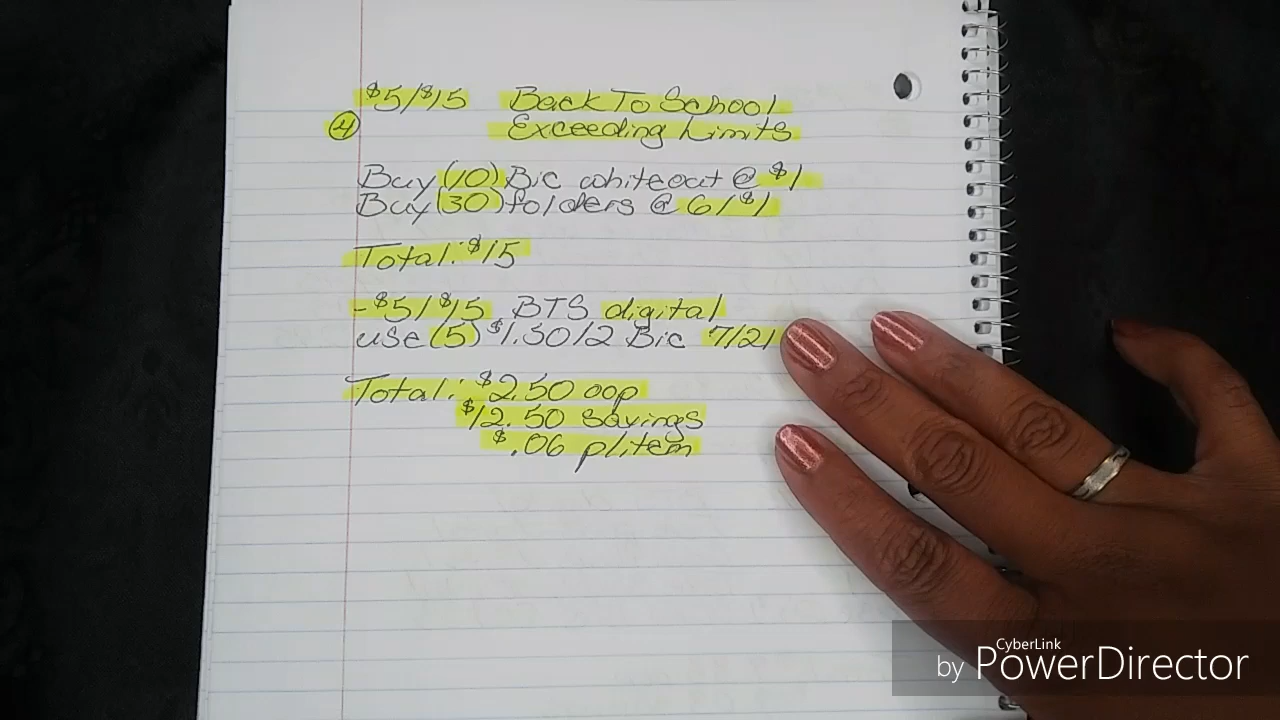 $5/$15 Back To School
4 Exceeding Limits
Buy (10) Bic whiteout @ $1
Buy (30) folders @ 6/$1
Total: $15
-$5/$15 BTS digital
use (5) $1.50/2 Bic 7/21
Total: $2.50 oop
$12.50 savings
$.06 p/item
CyberLink
by PowerDirector